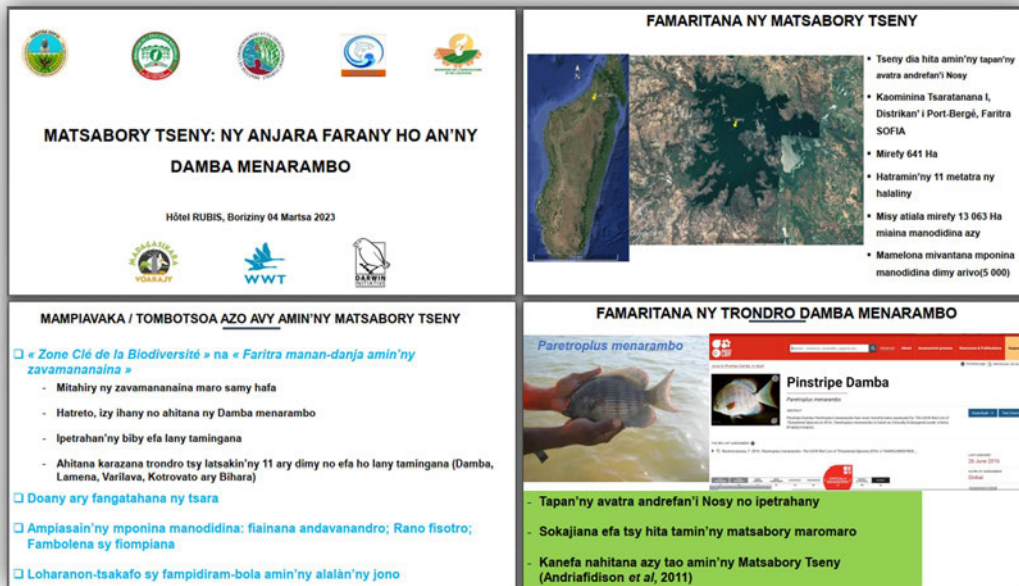 MATSABORY TSENY: NY ANJARA FARANY HO AN'NY
DAMBA MENARAMBO
Hôtel RUBIS, Boriziny 04 Martsa 2023
MADAGASIKARA
VOAKAJY
WWT
DARWIN
INITIATIVE
FAMARITANA NY MATSABORY TSENY
▪ Tseny dia hita amin'ny tapan'ny
avatra andrefan'i Nosy
▪ Kaominina Tsaratanana I,
Distrikan' i Port-Bergé, Faritra
SOFIA
▪ Mirefy 641 Ha
▪ Hatramin'ny 11 metatra ny
halaliny
▪ Misy atiala mirefy 13 063 Ha
miaina manodidina azy
▪ Mamelona mivantana mponina
manodidina dimy arivo(5 000)
MAMPIAVAKA / TOMBOTSOA AZO AVY AMIN'NY MATSABORY TSENY
❑ « Zone Clé de la Biodiversité » na « Faritra manan-danja amin'ny
zavamananaina »
- Mitahiry ny zavamananaina maro samy hafa
- Hatreto, izy ihany no ahitana ny Damba menarambo
- Ipetrahan'ny biby efa lany tamingana
- Ahitana karazana trondro tsy latsakin'ny 11 ary dimy no efa ho lany tamingana (Damba,
Lamena, Varilava, Kotrovato ary Bihara)
❑ Doany ary fangatahana ny tsara
❑ Ampiasain'ny mponina manodidina: fiainana andavanandro; Rano fisotro;
Fambolena sy fiompiana
❑ Loharanon-tsakafo sy fampidiram-bola amin'ny alalàn'ny jono
FAMARITANA NY TRONDRO DAMBA MENARAMBO
Paretroplus menarambo
Pinstripe Damba
Paretroplus menarambo
- Tapan'ny avatra andrefan'i Nosy no ipetrahany
- Sokajiana efa tsy hita tamin'ny matsabory maromaro
- Kanefa nahitana azy tao amin'ny Matsabory Tseny
(Andriafidison et al, 2011)